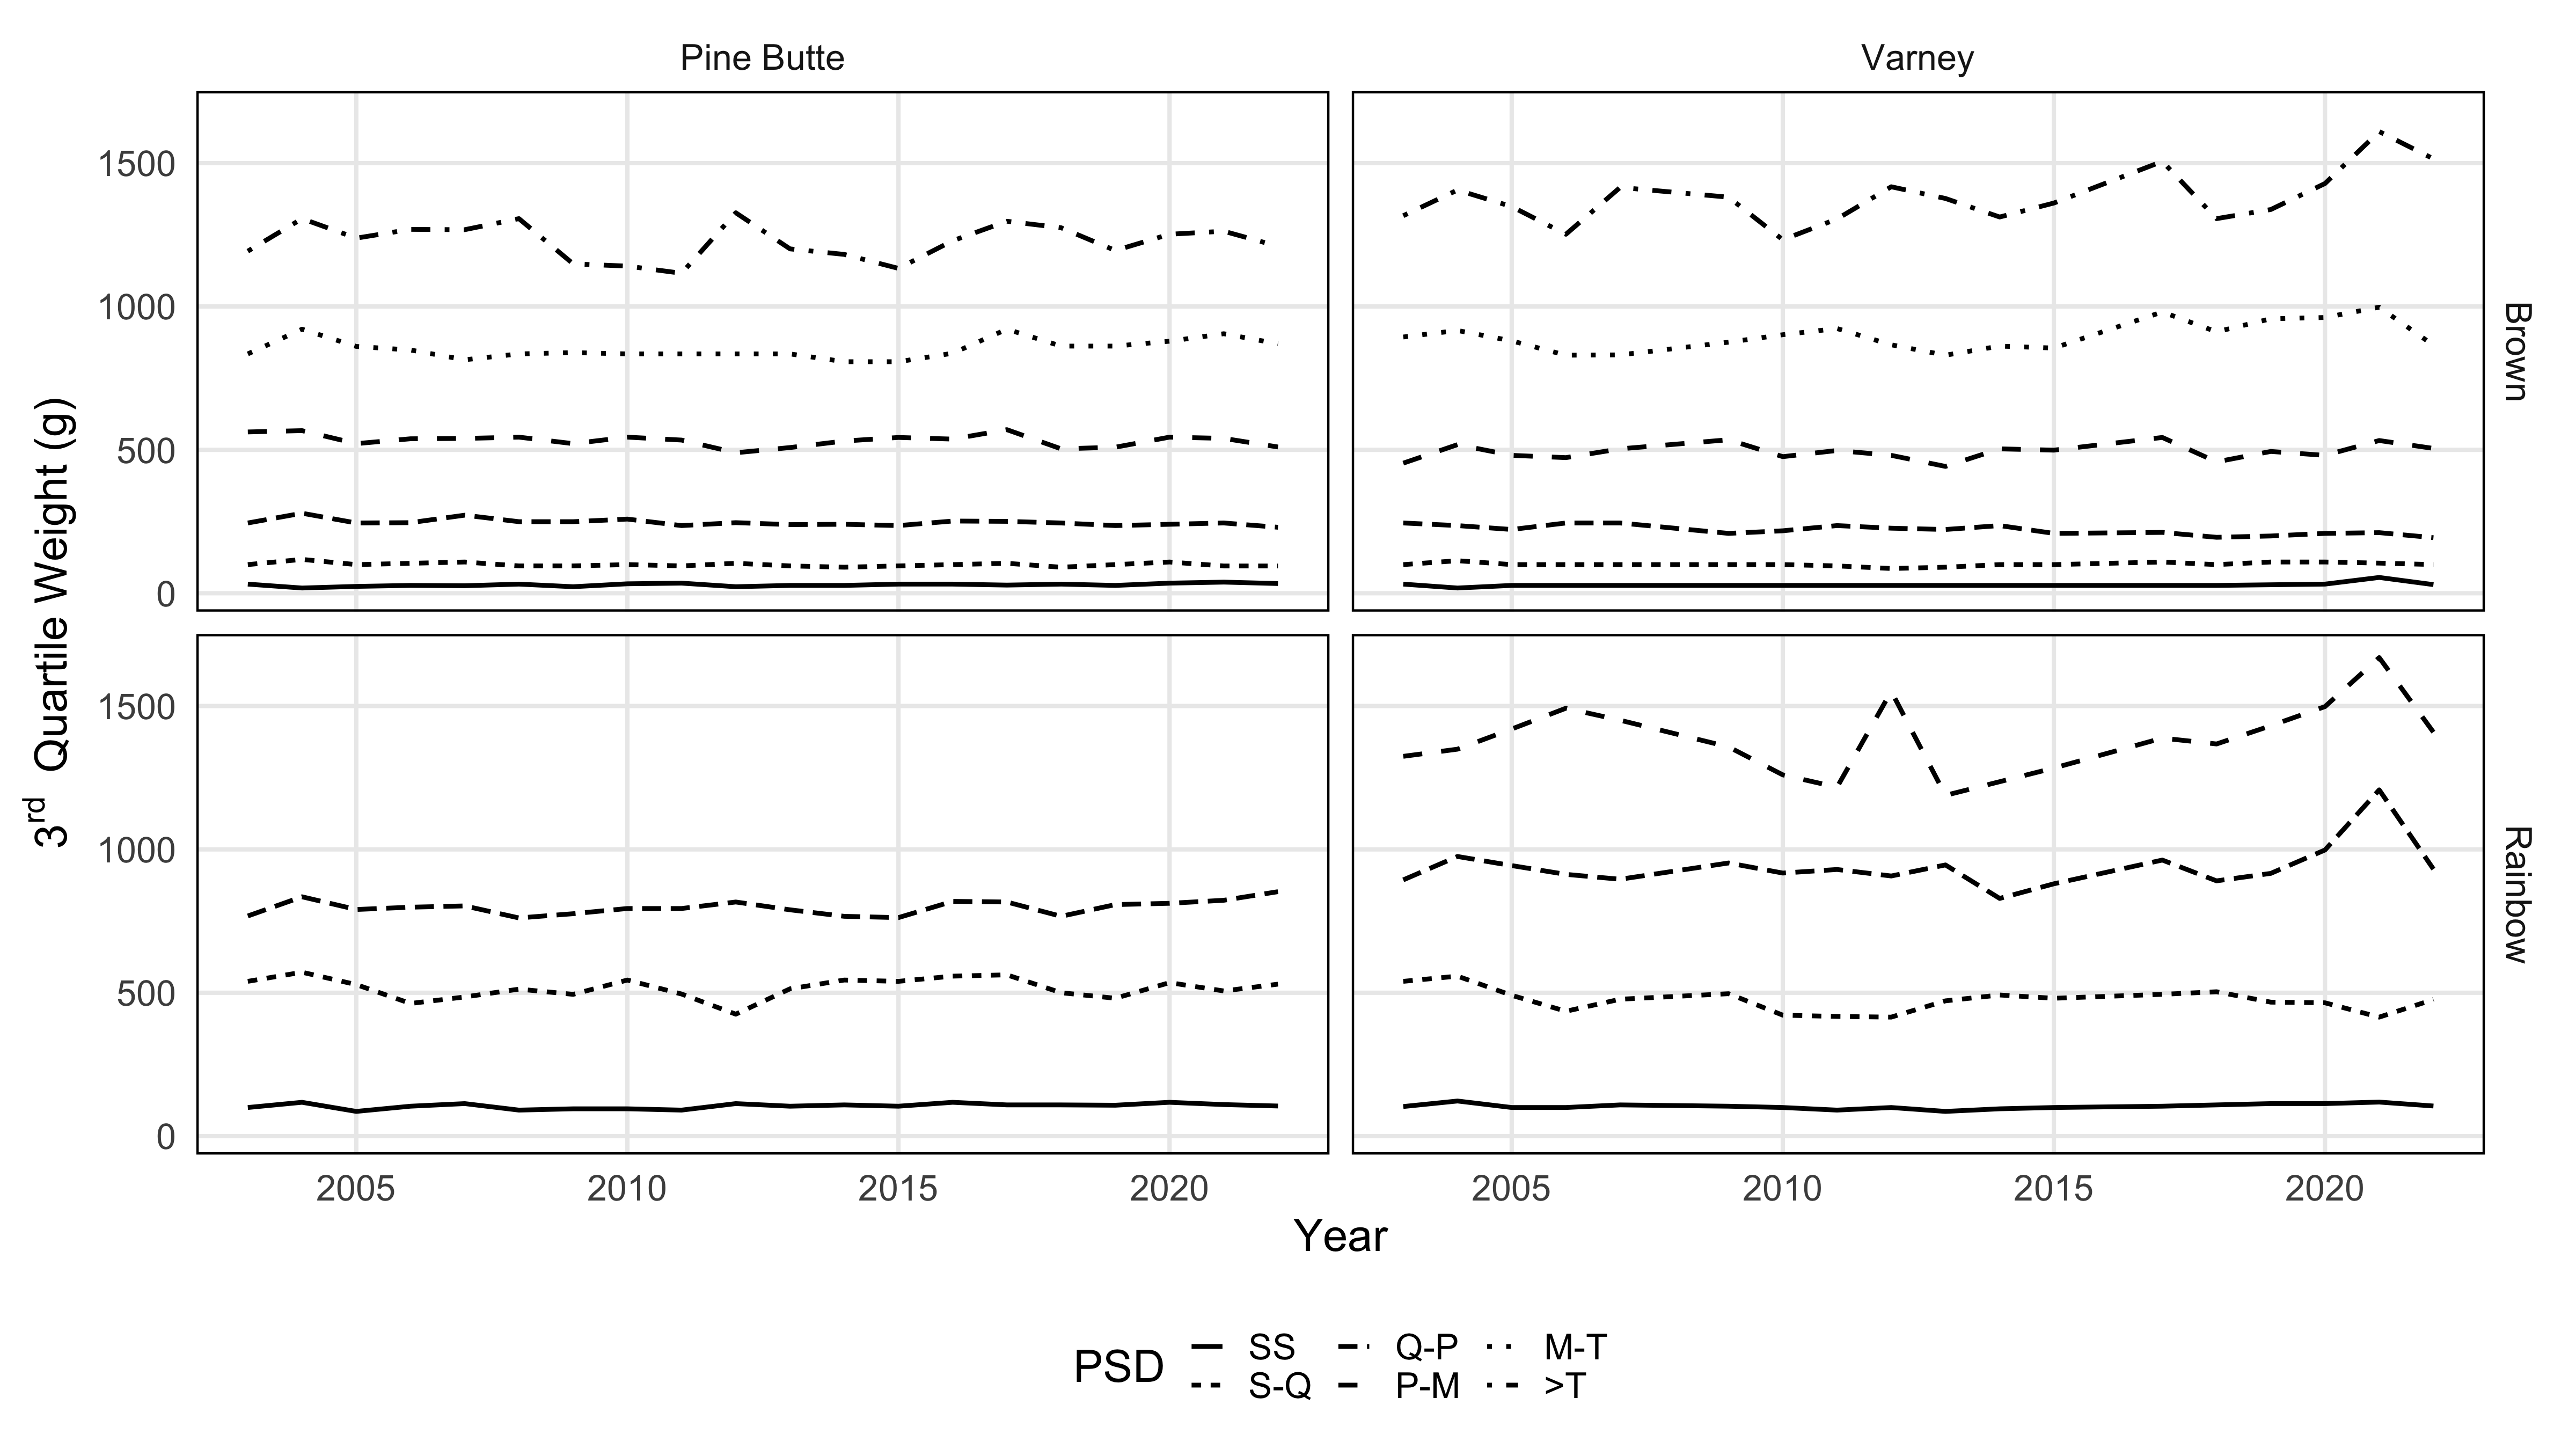 Pine Butte
Varney
1500
1000
500
0
Brown
3rd Quartile Weight (g)
1500
1000
500
0
Rainbow
2005 2010 2015 2020
2005 2010 2015 2020
Year
PSD
SS Q-P M-T
S-Q P-M >T